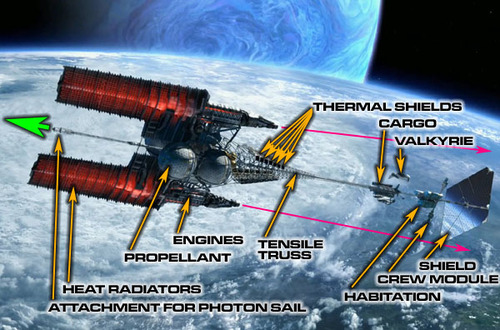 THERMAL SHIELDS
CARGO
VALKYRIE
ENGINES
PROPELLANT
TENSILE
TRUSS
SHIELD
CREW MODULE
HABITATION
HEAT RADIATORS
ATTACHMENT FOR PHOTON SAIL